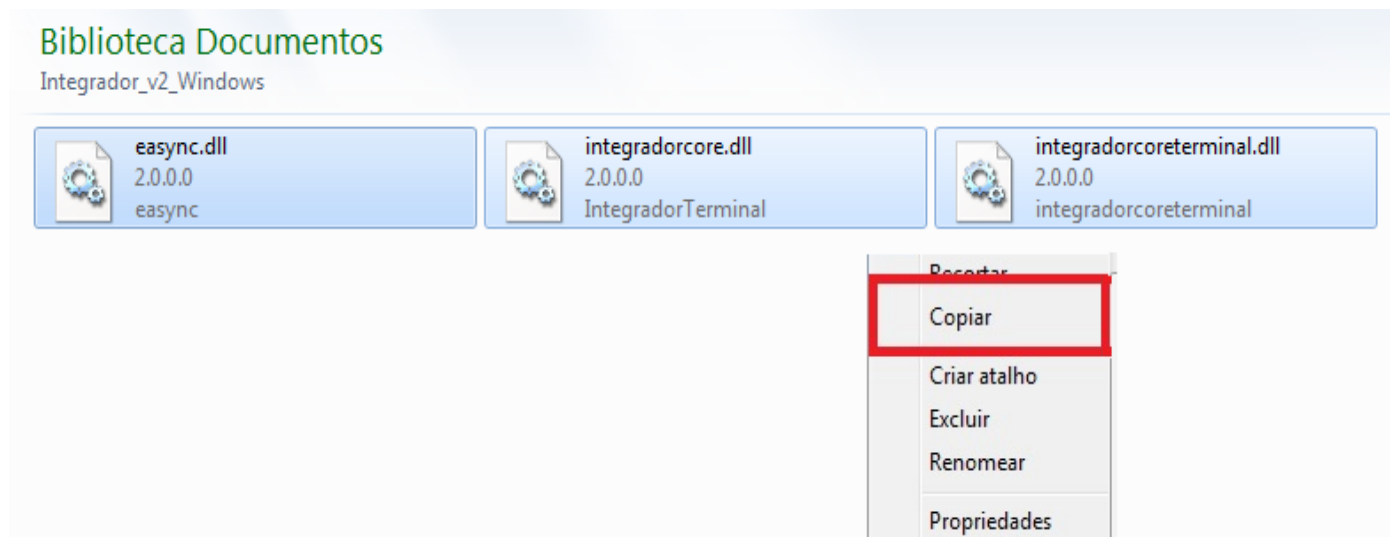 Biblioteca Documentos
Integrador_v2_Windows
easync.dll
2.0.0.0
easync
integradorcore.dll
2.0.0.0
IntegradorTerminal
integradorcoreterminal.dll
2.0.0.0
integradorcoreterminal
Recortar
Copiar
Criar atalho
Excluir
Renomear
Propriedades